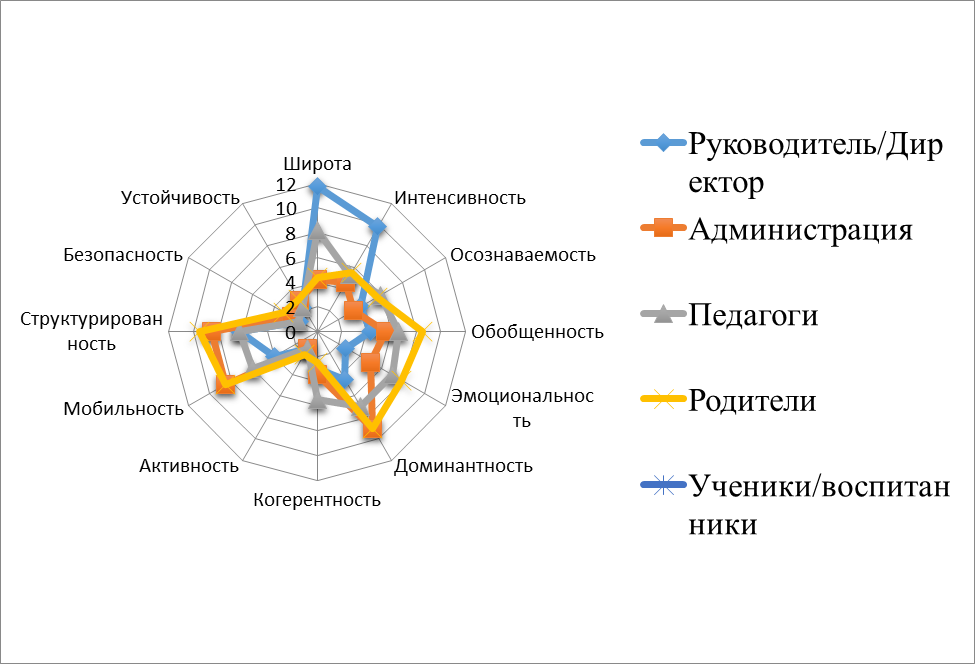 Широта
12
10
8
6
4
2
0
Интенсивность
Осознаваемость
Обобщенность
Эмоциональнос
ть
Доминантность
Когерентность
Активность
Мобильность
Структурирован
ность
Безопасность
Устойчивость
Руководитель/Дир
ектор
Администрация
Педагоги
Родители
Ученики/воспитан
ники